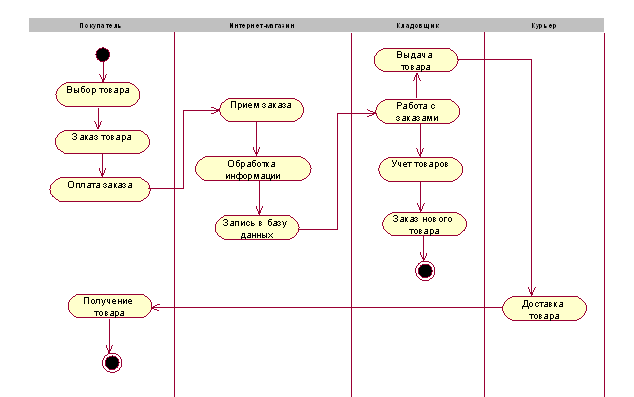 Покупатель
Интернет-магазин
Кладовщик
Курьер
Выбор товара
Заказ товара
Оплата заказа
Получение
товара
Прием заказа
Обработка
информации
Запись в базу
данных
Выдача
товара
Работа с
заказами
Учет товаров
Заказ нового
товара
Доставка
товара